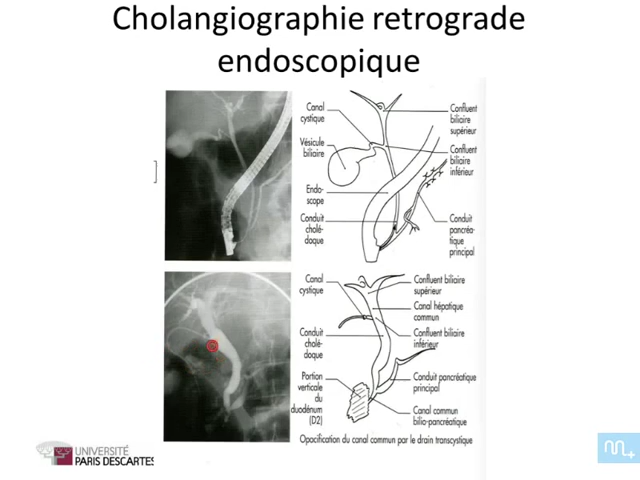 Cholangiographie retrograde
endoscopique
Canal
cystique
Vésicule
biliaire
Endo-
scope
Conduit
cholé-
doque
Confluent
biliaire
supérieur
Confluent
biliaire
inférieur
Conduit
pancréa-
tique
principal
Canal
cystique
Conduit
cholé-
doque
Portion
verticale
du
duodénum
(D2)
Confluent biliaire
supérieur
Canal hépatique
commun
Confluent biliaire
inférieur
Conduit pancréatique
principal
Canal commun
bilio-pancréatique
Opacification du canal commun par le drain transcystique
UNIVERSITÉ
PARIS DESCARTES